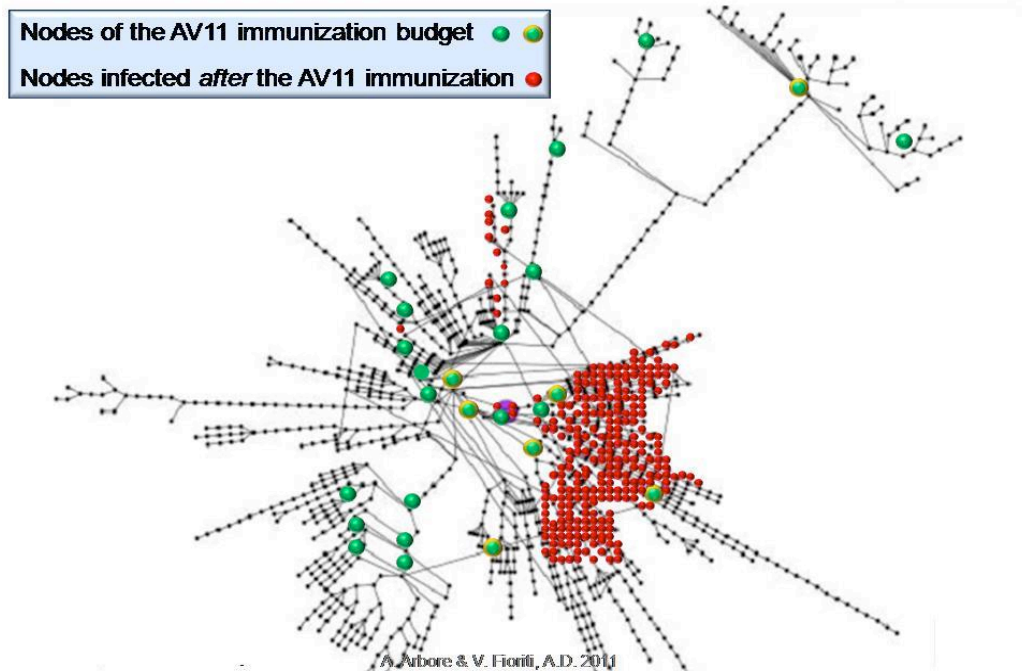 Nodes of the AV11 immunization budget
Nodes infected after the AV11 immunization
A. Arbore & V. Fioriti, A.D. 2011